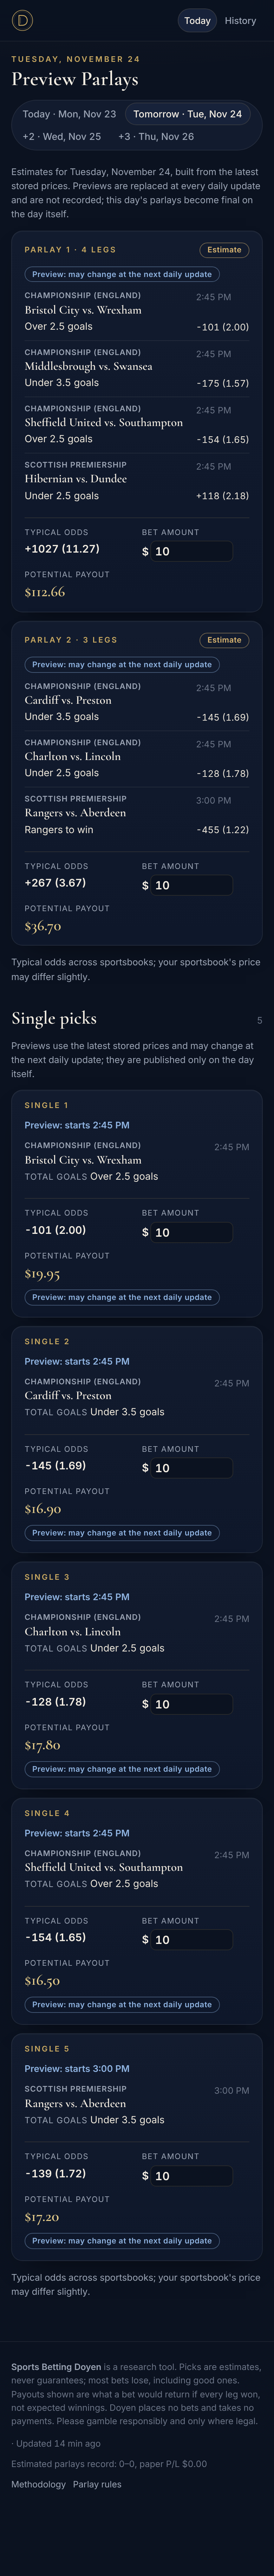 D
Today
History
TUESDAY, NOVEMBER 24
Preview Parlays
Today · Mon, Nov 23
Tomorrow · Tue, Nov 24
+2 · Wed, Nov 25
+3 · Thu, Nov 26
Estimates for Tuesday, November 24, built from the latest
stored prices. Previews are replaced at every daily update
and are not recorded; this day's parlays become final on
the day itself.
PARLAY 1 · 4 LEGS
Estimate
Preview: may change at the next daily update
CHAMPIONSHIP (ENGLAND)
2:45 PM
Bristol City vs. Wrexham
Over 2.5 goals
-101 (2.00)
CHAMPIONSHIP (ENGLAND)
2:45 PM
Middlesbrough vs. Swansea
Under 3.5 goals
-175 (1.57)
CHAMPIONSHIP (ENGLAND)
2:45 PM
Sheffield United vs. Southampton
Over 2.5 goals
-154 (1.65)
SCOTTISH PREMIERSHIP
2:45 PM
Hibernian vs. Dundee
Under 2.5 goals
+118 (2.18)
TYPICAL ODDS
BET AMOUNT
+1027 (11.27)
$ 10
POTENTIAL PAYOUT
$112.66
PARLAY 2 · 3 LEGS
Estimate
Preview: may change at the next daily update
CHAMPIONSHIP (ENGLAND)
2:45 PM
Cardiff vs. Preston
Under 3.5 goals
-145 (1.69)
CHAMPIONSHIP (ENGLAND)
2:45 PM
Charlton vs. Lincoln
Under 2.5 goals
-128 (1.78)
SCOTTISH PREMIERSHIP
3:00 PM
Rangers vs. Aberdeen
Rangers to win
-455 (1.22)
TYPICAL ODDS
BET AMOUNT
+267 (3.67)
$ 10
POTENTIAL PAYOUT
$36.70
Typical odds across sportsbooks; your sportsbook's price
may differ slightly.
Single picks
5
Previews use the latest stored prices and may change at
the next daily update; they are published only on the day
itself.
SINGLE 1
Preview: starts 2:45 PM
CHAMPIONSHIP (ENGLAND)
2:45 PM
Bristol City vs. Wrexham
TOTAL GOALS Over 2.5 goals
TYPICAL ODDS
BET AMOUNT
-101 (2.00)
$ 10
POTENTIAL PAYOUT
$19.95
Preview: may change at the next daily update
SINGLE 2
Preview: starts 2:45 PM
CHAMPIONSHIP (ENGLAND)
2:45 PM
Cardiff vs. Preston
TOTAL GOALS Under 3.5 goals
TYPICAL ODDS
BET AMOUNT
-145 (1.69)
$ 10
POTENTIAL PAYOUT
$16.90
Preview: may change at the next daily update
SINGLE 3
Preview: starts 2:45 PM
CHAMPIONSHIP (ENGLAND)
2:45 PM
Charlton vs. Lincoln
TOTAL GOALS Under 2.5 goals
TYPICAL ODDS
BET AMOUNT
-128 (1.78)
$ 10
POTENTIAL PAYOUT
$17.80
Preview: may change at the next daily update
SINGLE 4
Preview: starts 2:45 PM
CHAMPIONSHIP (ENGLAND)
2:45 PM
Sheffield United vs. Southampton
TOTAL GOALS Over 2.5 goals
TYPICAL ODDS
BET AMOUNT
-154 (1.65)
$ 10
POTENTIAL PAYOUT
$16.50
Preview: may change at the next daily update
SINGLE 5
Preview: starts 3:00 PM
SCOTTISH PREMIERSHIP
3:00 PM
Rangers vs. Aberdeen
TOTAL GOALS Under 3.5 goals
TYPICAL ODDS
BET AMOUNT
-139 (1.72)
$ 10
POTENTIAL PAYOUT
$17.20
Preview: may change at the next daily update
Typical odds across sportsbooks; your sportsbook's price
may differ slightly.
Sports Betting Doyen is a research tool. Picks are estimates,
never guarantees; most bets lose, including good ones.
Payouts shown are what a bet would return if every leg won,
not expected winnings. Doyen places no bets and takes no
payments. Please gamble responsibly and only where legal.
· Updated 14 min ago
Estimated parlays record: 0–0, paper P/L $0.00
Methodology
Parlay rules